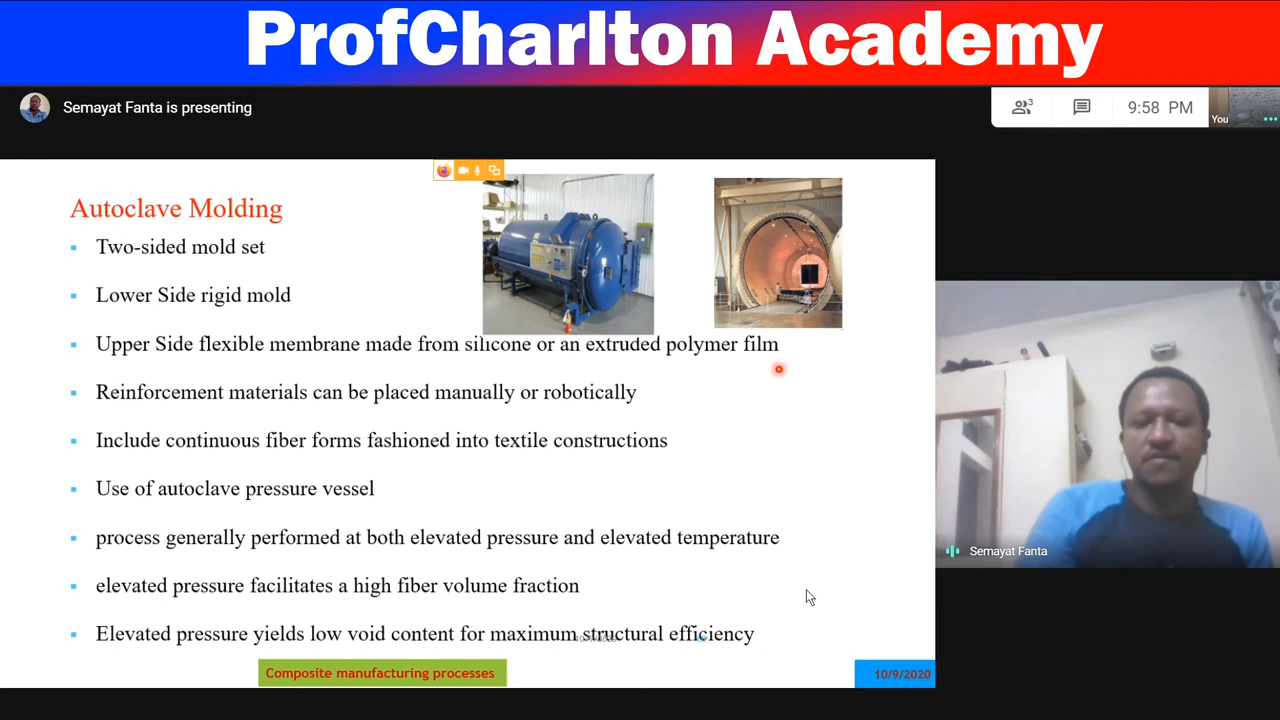 ProfCharlton Academy
Semayat Fanta is presenting
3
9:58 PM
You
Autoclave Molding
Two-sided mold set
Lower Side rigid mold
Upper Side flexible membrane made from silicone or an extruded polymer film
Reinforcement materials can be placed manually or robotically
Include continuous fiber forms fashioned into textile constructions
Use of autoclave pressure vessel
process generally performed at both elevated pressure and elevated temperature
elevated pressure facilitates a high fiber volume fraction
Elevated pressure yields low void content for maximum structural efficiency
Semayat Fanta
Composite manufacturing processes
10/9/2020